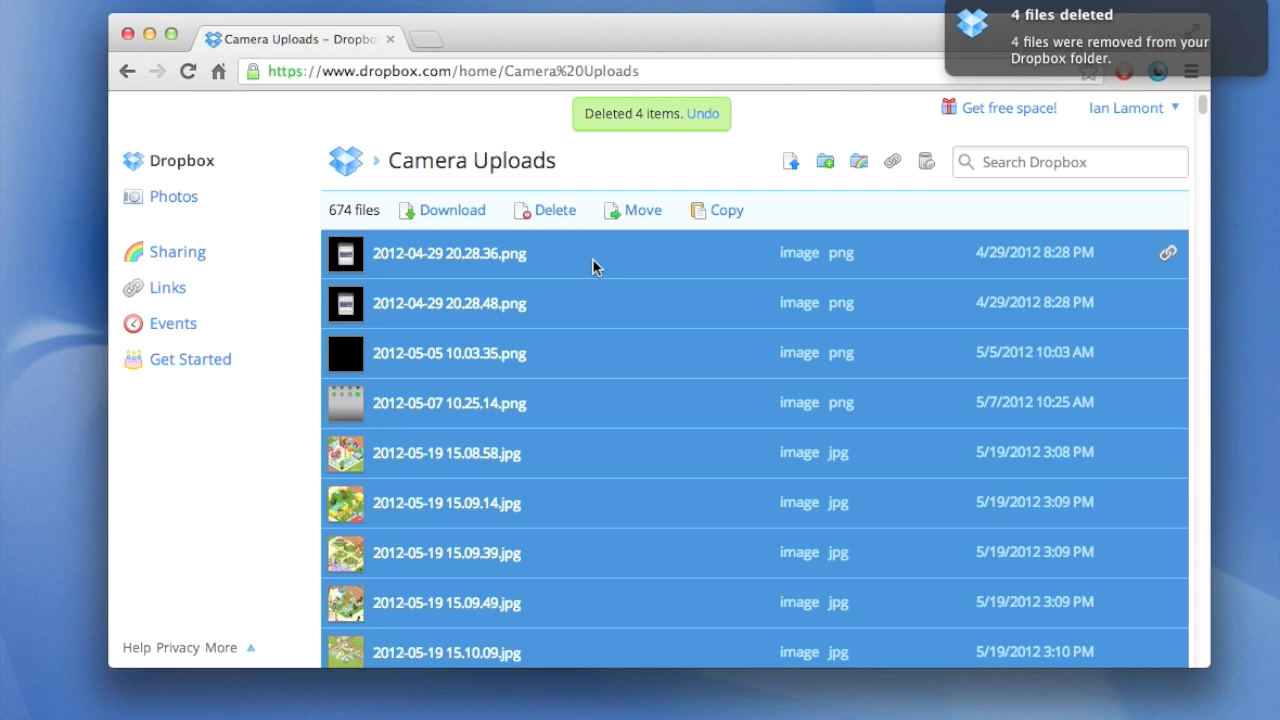 4 files deleted
4 files were removed from your
Dropbox folder.
Camera Uploads – Dropbo
https://www.dropbox.com/home/Camera%20Uploads
Deleted 4 items. Undo
Get free space!
Ian Lamont
Dropbox
Photos
Sharing
Links
Events
Get Started
Help Privacy More
Camera Uploads
Search Dropbox
674 files Download Delete Move Copy
2012-04-29 20.28.36.png image png 4/29/2012 8:28 PM
2012-04-29 20.28.48.png image png 4/29/2012 8:28 PM
2012-05-05 10.03.35.png image png 5/5/2012 10:03 AM
2012-05-07 10.25.14.png image png 5/7/2012 10:25 AM
2012-05-19 15.08.58.jpg image jpg 5/19/2012 3:08 PM
2012-05-19 15.09.14.jpg image jpg 5/19/2012 3:09 PM
2012-05-19 15.09.39.jpg image jpg 5/19/2012 3:09 PM
2012-05-19 15.09.49.jpg image jpg 5/19/2012 3:09 PM
2012-05-19 15.10.09.jpg image jpg 5/19/2012 3:10 PM